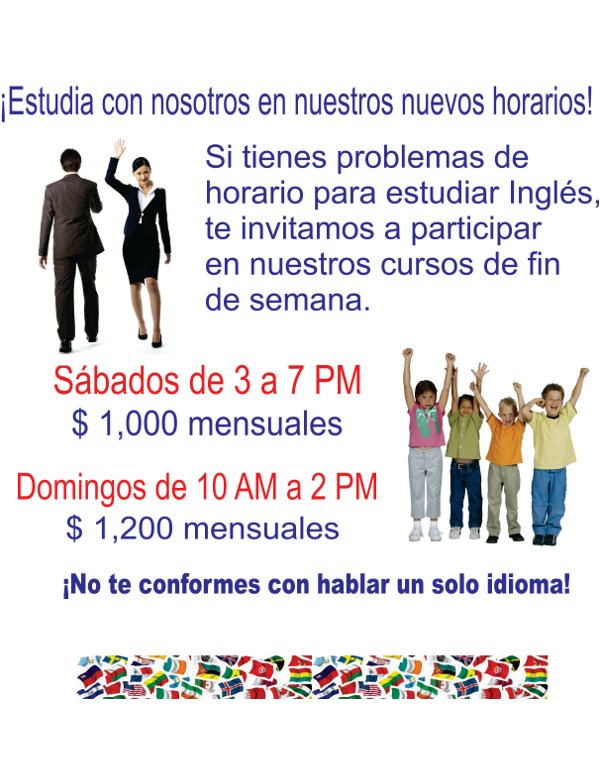 ¡Estudia con nosotros en nuestros nuevos horarios!
Si tienes problemas de
horario para estudiar Inglés,
te invitamos a participar
en nuestros cursos de fin
de semana.
Sábados de 3 a 7 PM
$ 1,000 mensuales
Domingos de 10 AM a 2 PM
$ 1,200 mensuales
¡No te conformes con hablar un solo idioma!